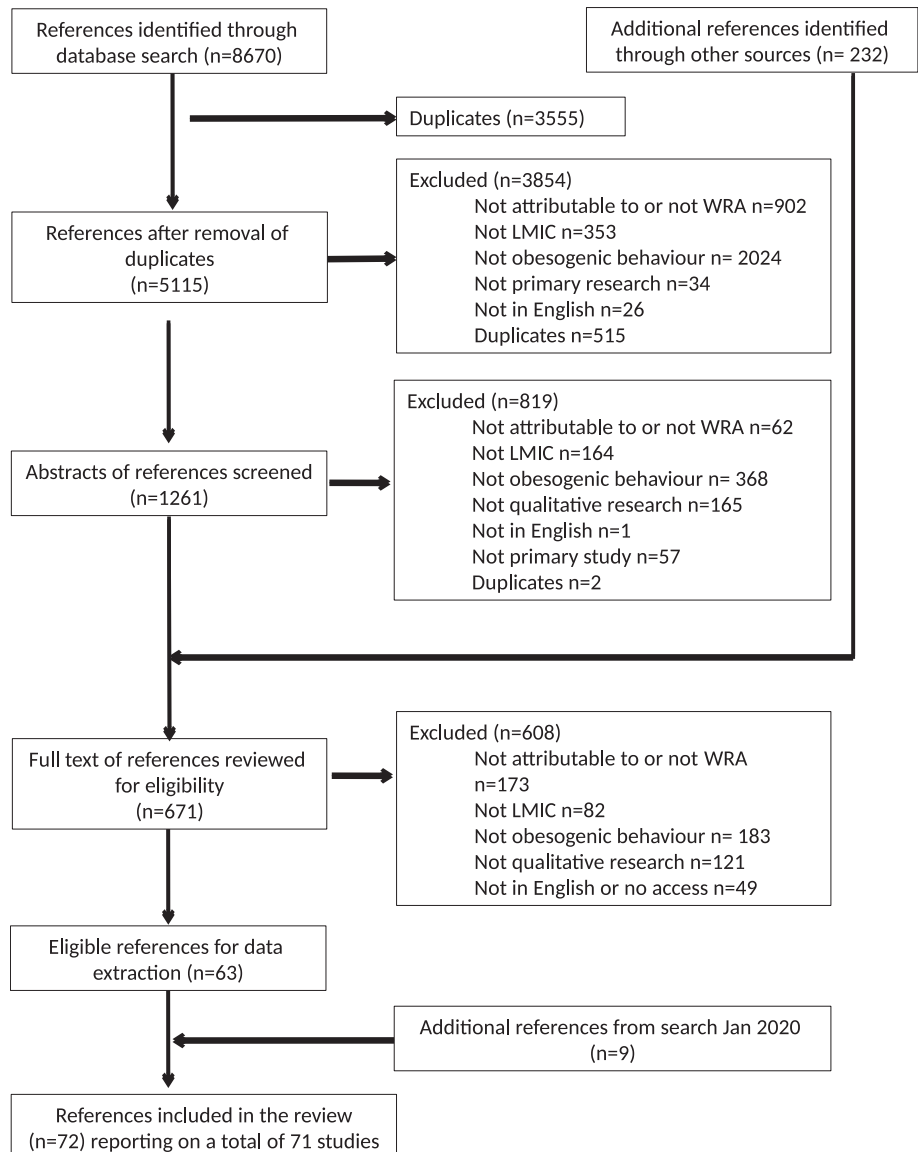 References identified through
database search (n=8670)
Additional references identified
through other sources (n= 232)
Duplicates (n=3555)
References after removal of
duplicates
(n=5115)
Excluded (n=3854)
Not attributable to or not WRA n=902
Not LMIC n=353
Not obesogenic behaviour n= 2024
Not primary research n=34
Not in English n=26
Duplicates n=515
Abstracts of references screened
(n=1261)
Excluded (n=819)
Not attributable to or not WRA n=62
Not LMIC n=164
Not obesogenic behaviour n= 368
Not qualitative research n=165
Not in English n=1
Not primary study n=57
Duplicates n=2
Full text of references reviewed
for eligibility
(n=671)
Excluded (n=608)
Not attributable to or not WRA
n=173
Not LMIC n=82
Not obesogenic behaviour n= 183
Not qualitative research n=121
Not in English or no access n=49
Eligible references for data
extraction (n=63)
Additional references from search Jan 2020
(n=9)
References included in the review
(n=72) reporting on a total of 71 studies